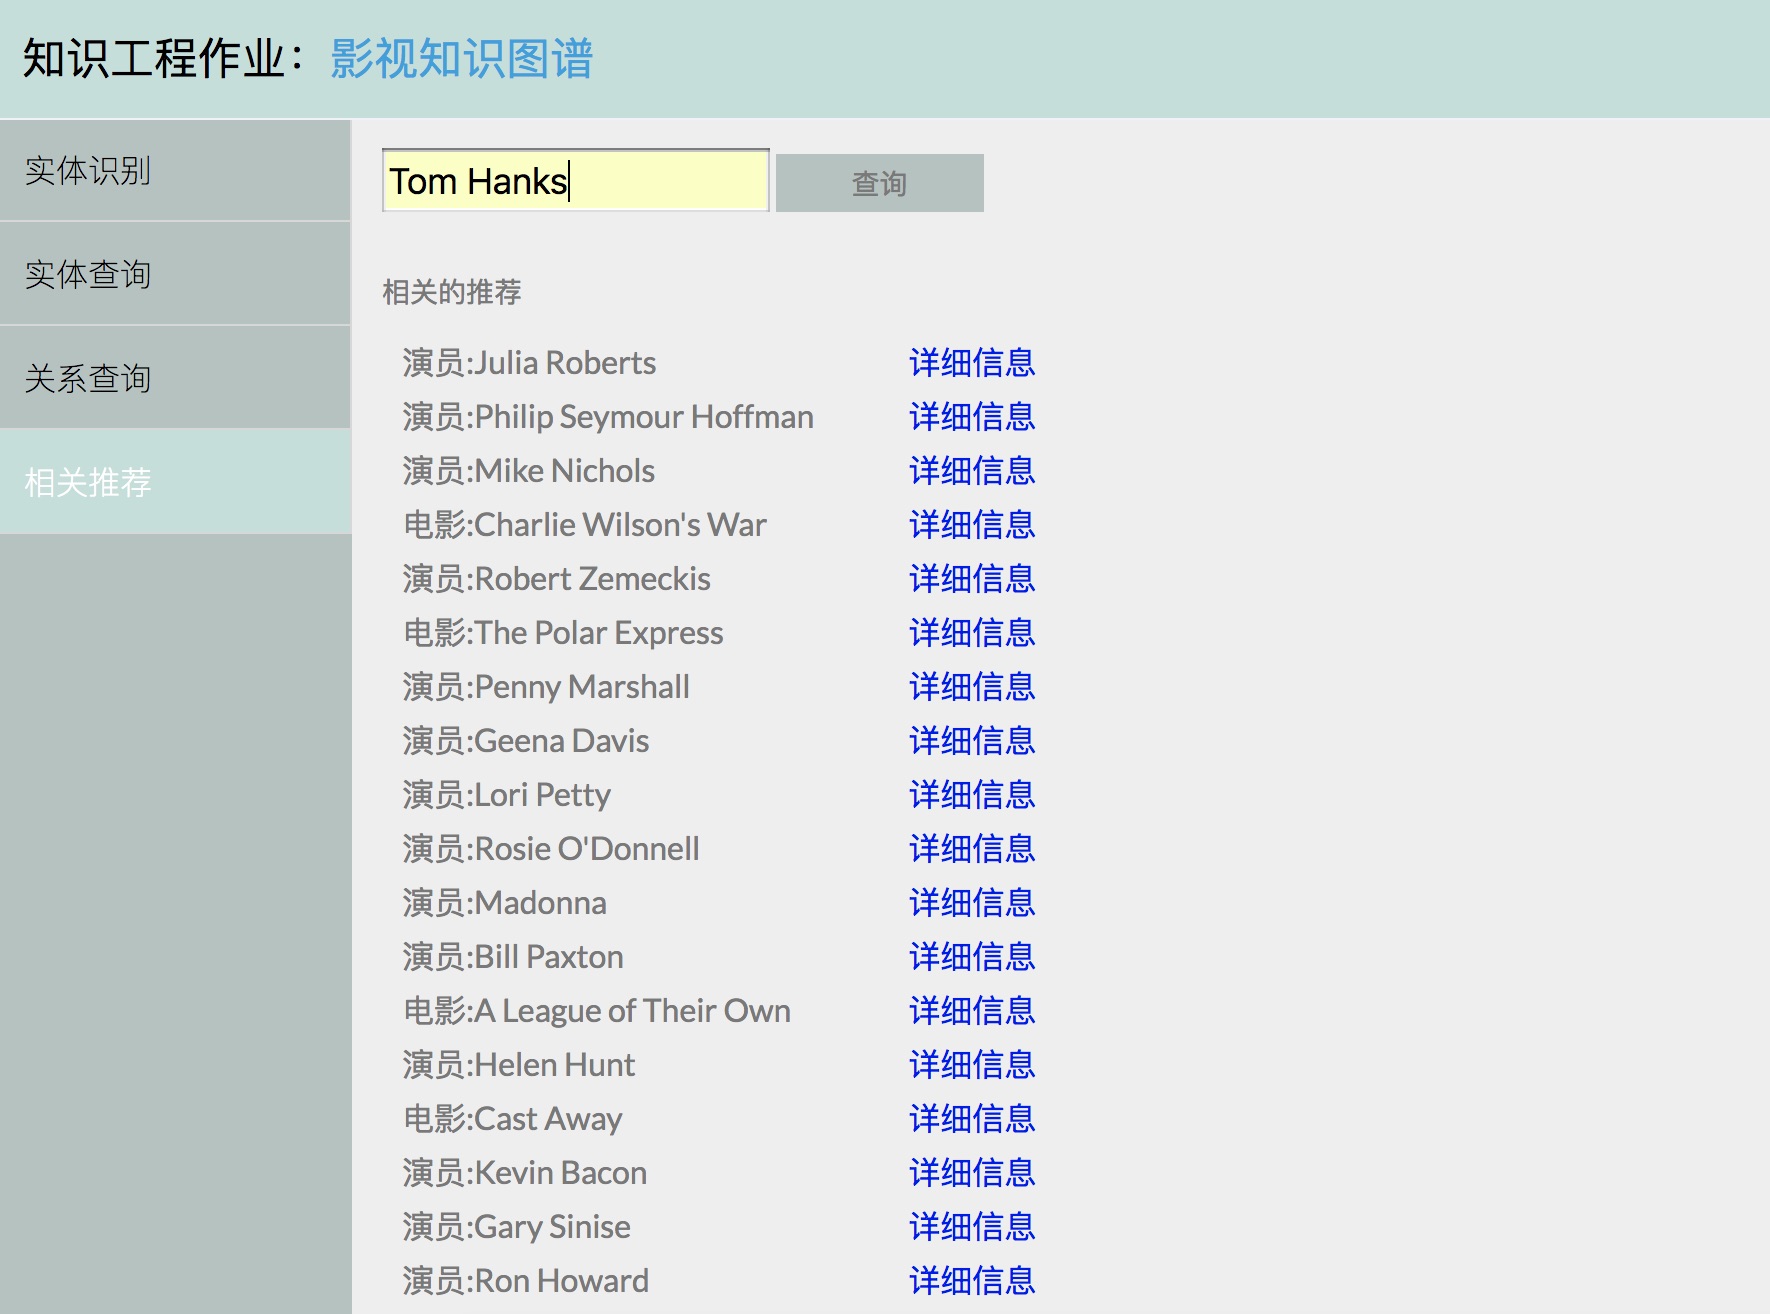 知识工程作业：影视知识图谱
实体识别
实体查询
关系查询
相关推荐
Tom Hanks 查询
相关的推荐
演员:Julia Roberts 详细信息
演员:Philip Seymour Hoffman 详细信息
演员:Mike Nichols 详细信息
电影:Charlie Wilson's War 详细信息
演员:Robert Zemeckis 详细信息
电影:The Polar Express 详细信息
演员:Penny Marshall 详细信息
演员:Geena Davis 详细信息
演员:Lori Petty 详细信息
演员:Rosie O'Donnell 详细信息
演员:Madonna 详细信息
演员:Bill Paxton 详细信息
电影:A League of Their Own 详细信息
演员:Helen Hunt 详细信息
电影:Cast Away 详细信息
演员:Kevin Bacon 详细信息
演员:Gary Sinise 详细信息
演员:Ron Howard 详细信息